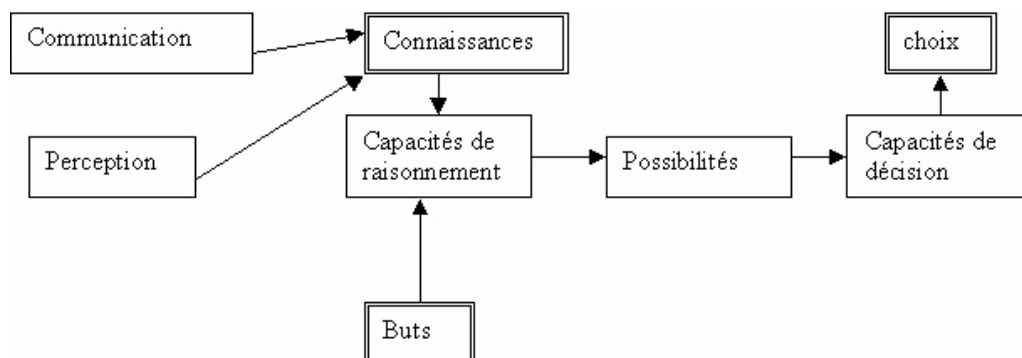 Communication
Connaissances
choix
Perception
Capacités de
raisonnement
Possibilités
Capacités de
décision
Buts